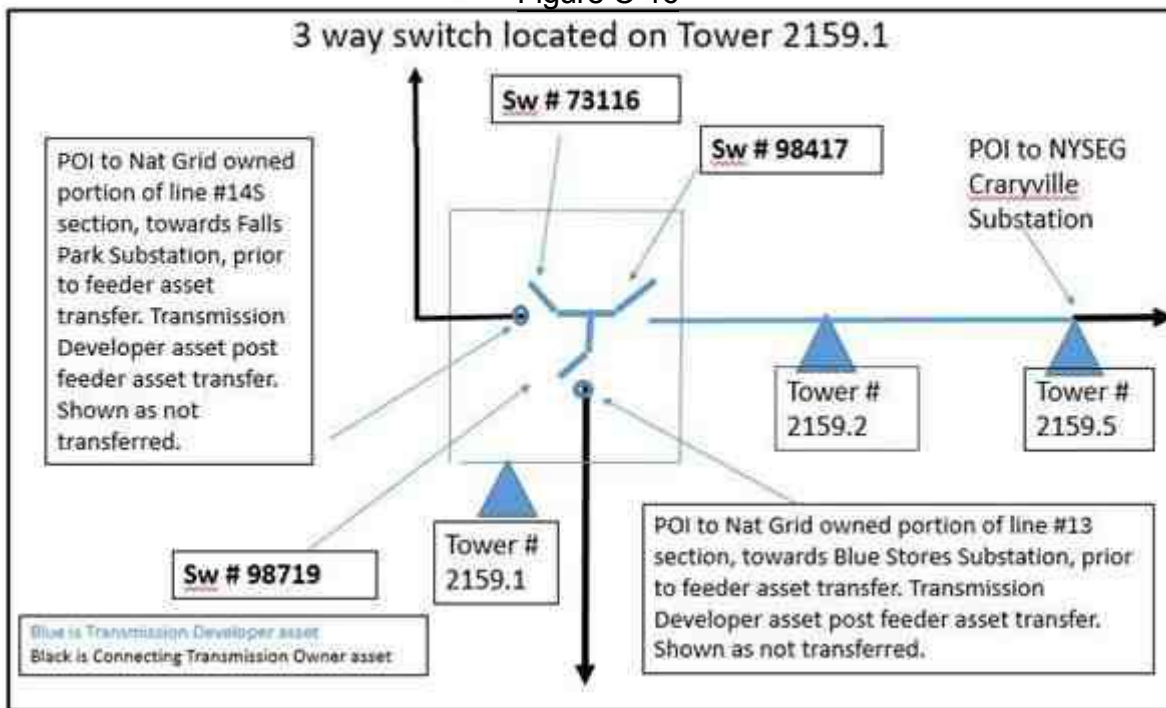 3 way switch located on Tower 2159.1
Sw # 73116
Sw # 98417
POI to NYSEG
Craryville
Substation
POI to Nat Grid owned
portion of line #14S
section, towards Falls
Park Substation, prior
to feeder asset
transfer. Transmission
Developer asset post
feeder asset transfer.
Shown as not
transferred.
Tower #
2159.2
Tower #
2159.5
Tower #
2159.1
Sw # 98719
POI to Nat Grid owned portion of line #13
section, towards Blue Stores Substation, prior
to feeder asset transfer. Transmission
Developer asset post feeder asset transfer.
Shown as not transferred.
Blue is Transmission Developer asset
Black is Connecting Transmission Owner asset